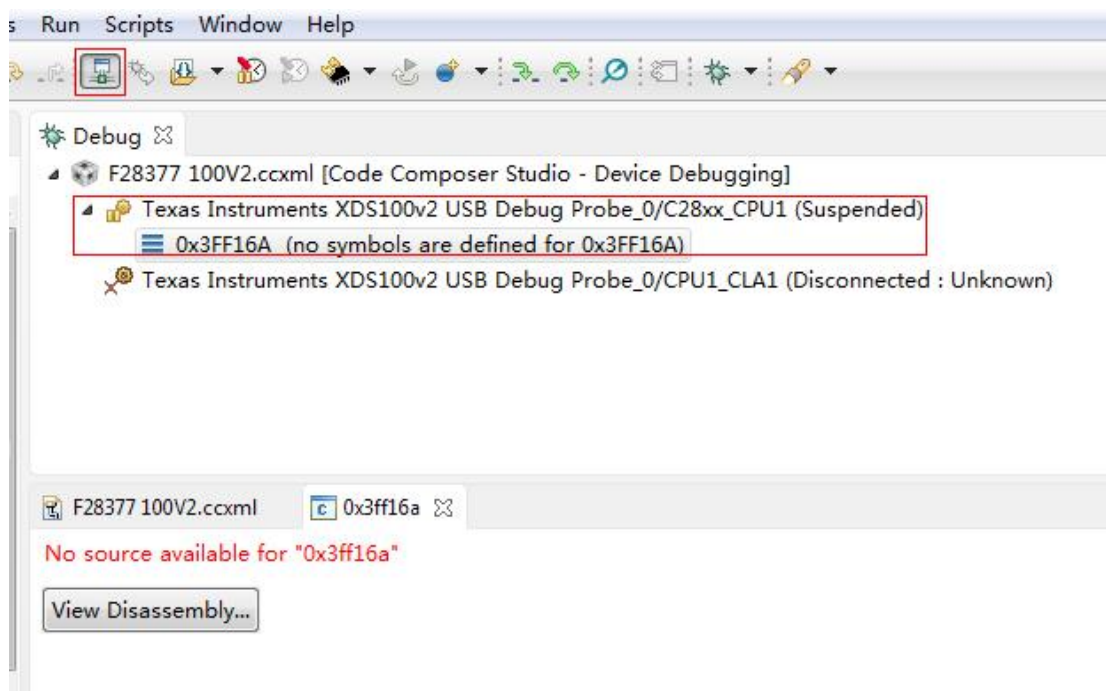 s Run Scripts Window Help
Debug
F28377 100V2.ccxml [Code Composer Studio - Device Debugging]
Texas Instruments XDS100v2 USB Debug Probe_0/C28xx_CPU1 (Suspended)
0x3FF16A (no symbols are defined for 0x3FF16A)
Texas Instruments XDS100v2 USB Debug Probe_0/CPU1_CLA1 (Disconnected : Unknown)
F28377 100V2.ccxml c 0x3ff16a
No source available for "0x3ff16a"
View Disassembly...